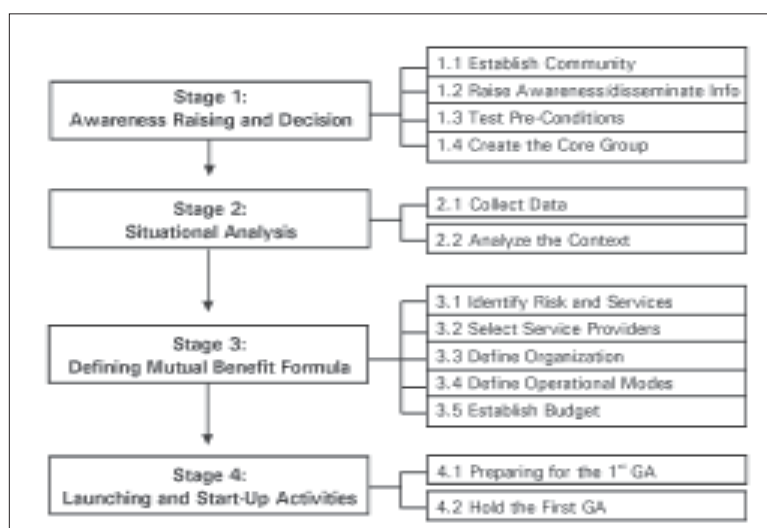 Stage 1:
Awareness Raising and Decision
1.1 Establish Community
1.2 Raise Awareness/disseminate Info
1.3 Test Pre-Conditions
1.4 Create the Core Group
Stage 2:
Situational Analysis
2.1 Collect Data
2.2 Analyze the Context
Stage 3:
Defining Mutual Benefit Formula
3.1 Identify Risk and Services
3.2 Select Service Providers
3.3 Define Organization
3.4 Define Operational Modes
3.5 Establish Budget
Stage 4:
Launching and Start-Up Activities
4.1 Preparing for the 1st GA
4.2 Hold the First GA